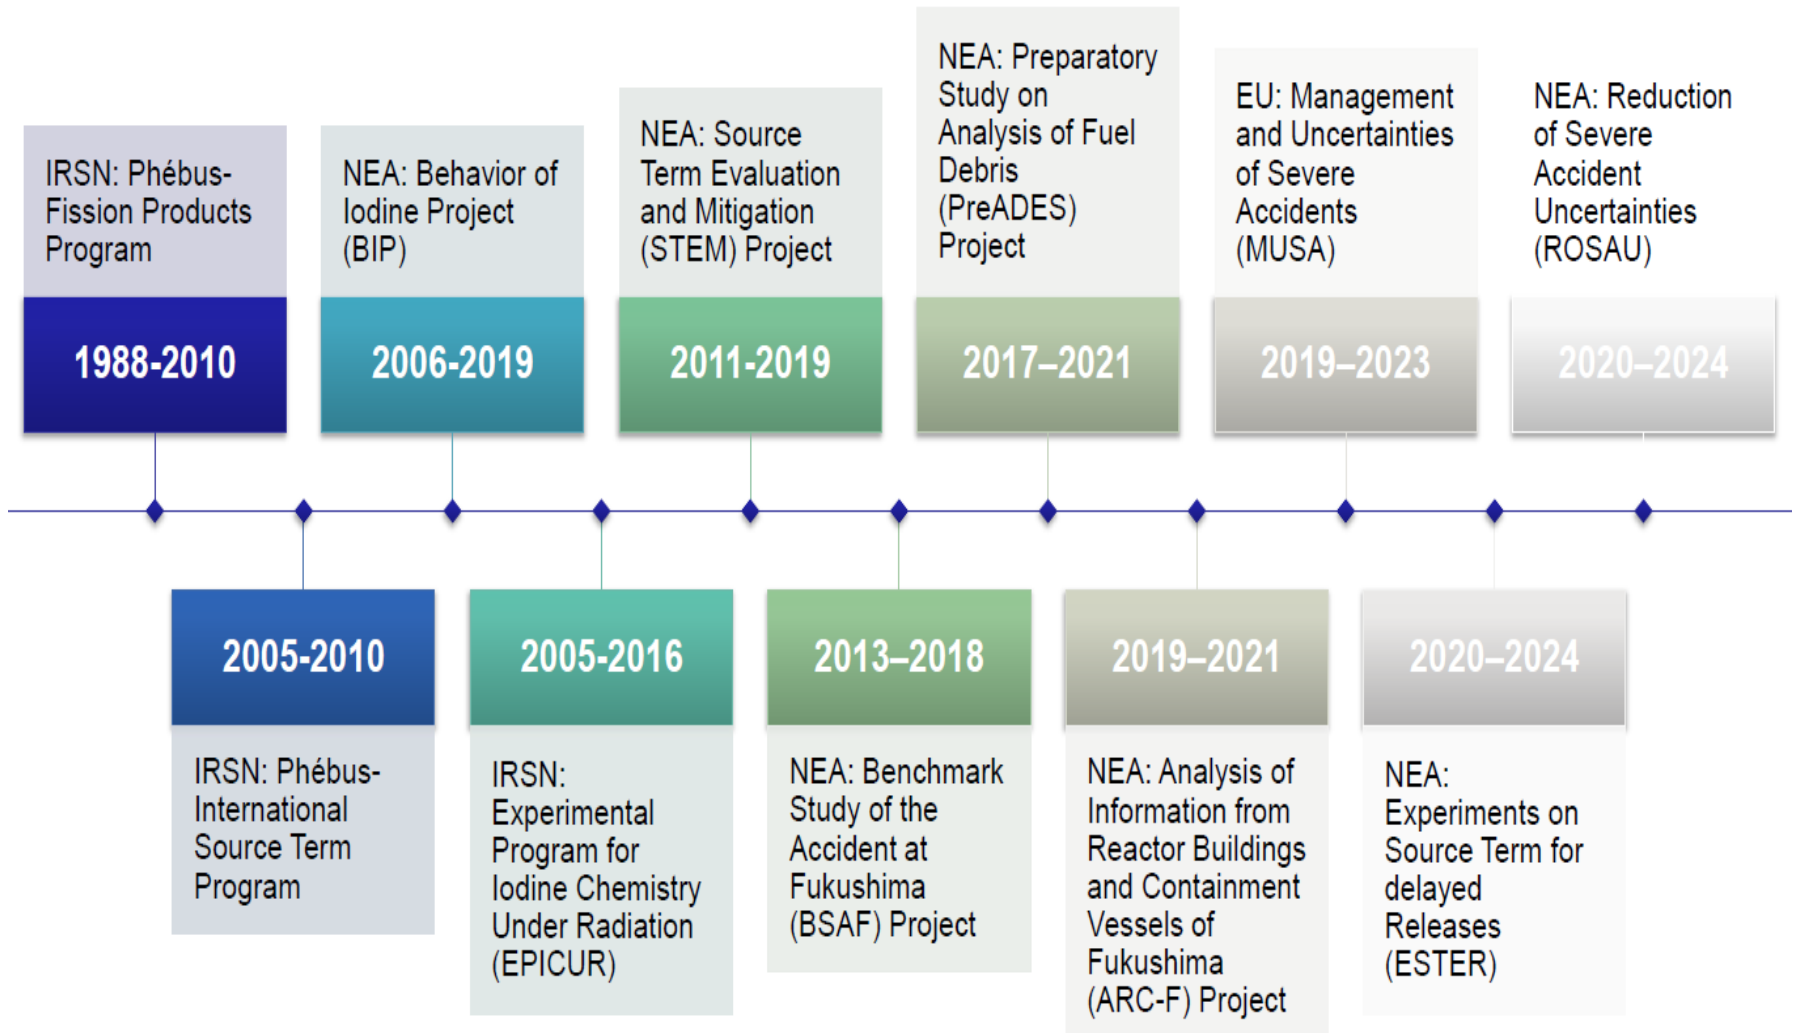 IRSN: Phébus-
Fission Products
Program
1988-2010
NEA: Behavior of
Iodine Project
(BIP)
2006-2019
NEA: Source
Term Evaluation
and Mitigation
(STEM) Project
2011-2019
NEA: Preparatory
Study on
Analysis of Fuel
Debris
(PreADES)
Project
2017–2021
EU: Management
and Uncertainties
of Severe
Accidents
(MUSA)
2019–2023
NEA: Reduction
of Severe
Accident
Uncertainties
(ROSAU)
2020–2024
2005-2010
IRSN: Phébus-
International
Source Term
Program
2005-2016
IRSN:
Experimental
Program for
Iodine Chemistry
Under Radiation
(EPICUR)
2013–2018
NEA: Benchmark
Study of the
Accident at
Fukushima
(BSAF) Project
2019–2021
NEA: Analysis of
Information from
Reactor Buildings
and Containment
Vessels of
Fukushima
(ARC-F) Project
2020–2024
NEA:
Experiments on
Source Term for
delayed
Releases
(ESTER)